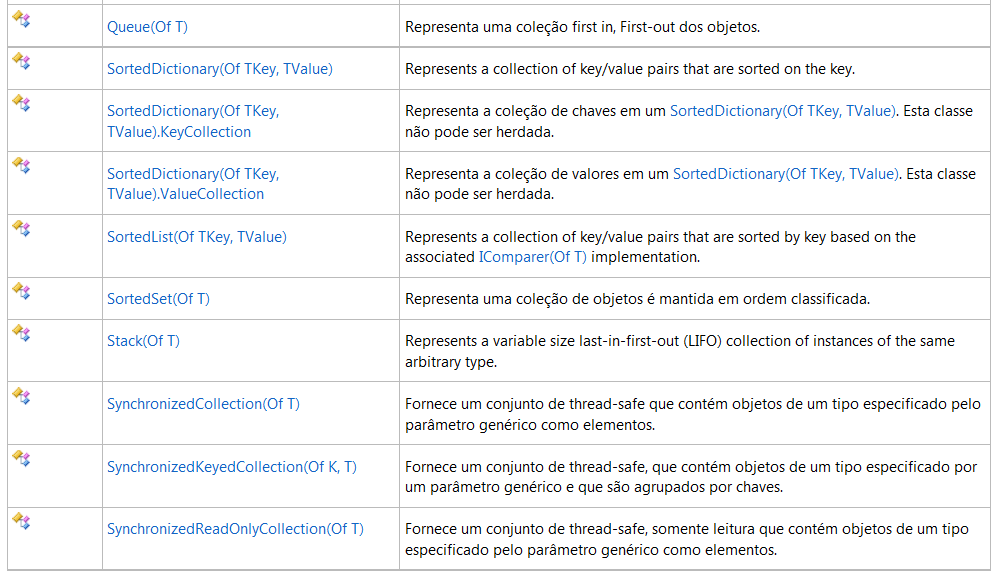 Queue(Of T)
Representa uma coleção first in, First-out dos objetos.
SortedDictionary(Of TKey, TValue)
Represents a collection of key/value pairs that are sorted on the key.
SortedDictionary(Of TKey,
TValue).KeyCollection
Representa a coleção de chaves em um SortedDictionary(Of TKey, TValue). Esta classe
não pode ser herdada.
SortedDictionary(Of TKey,
TValue).ValueCollection
Representa a coleção de valores em um SortedDictionary(Of TKey, TValue). Esta classe
não pode ser herdada.
SortedList(Of TKey, TValue)
Represents a collection of key/value pairs that are sorted by key based on the
associated IComparer(Of T) implementation.
SortedSet(Of T)
Representa uma coleção de objetos é mantida em ordem classificada.
Stack(Of T)
Represents a variable size last-in-first-out (LIFO) collection of instances of the same
arbitrary type.
SynchronizedCollection(Of T)
Fornece um conjunto de thread-safe que contém objetos de um tipo especificado pelo
parâmetro genérico como elementos.
SynchronizedKeyedCollection(Of K, T)
Fornece um conjunto de thread-safe, que contém objetos de um tipo especificado por
um parâmetro genérico e que são agrupados por chaves.
SynchronizedReadOnlyCollection(Of T)
Fornece um conjunto de thread-safe, somente leitura que contém objetos de um tipo
especificado pelo parâmetro genérico como elementos.